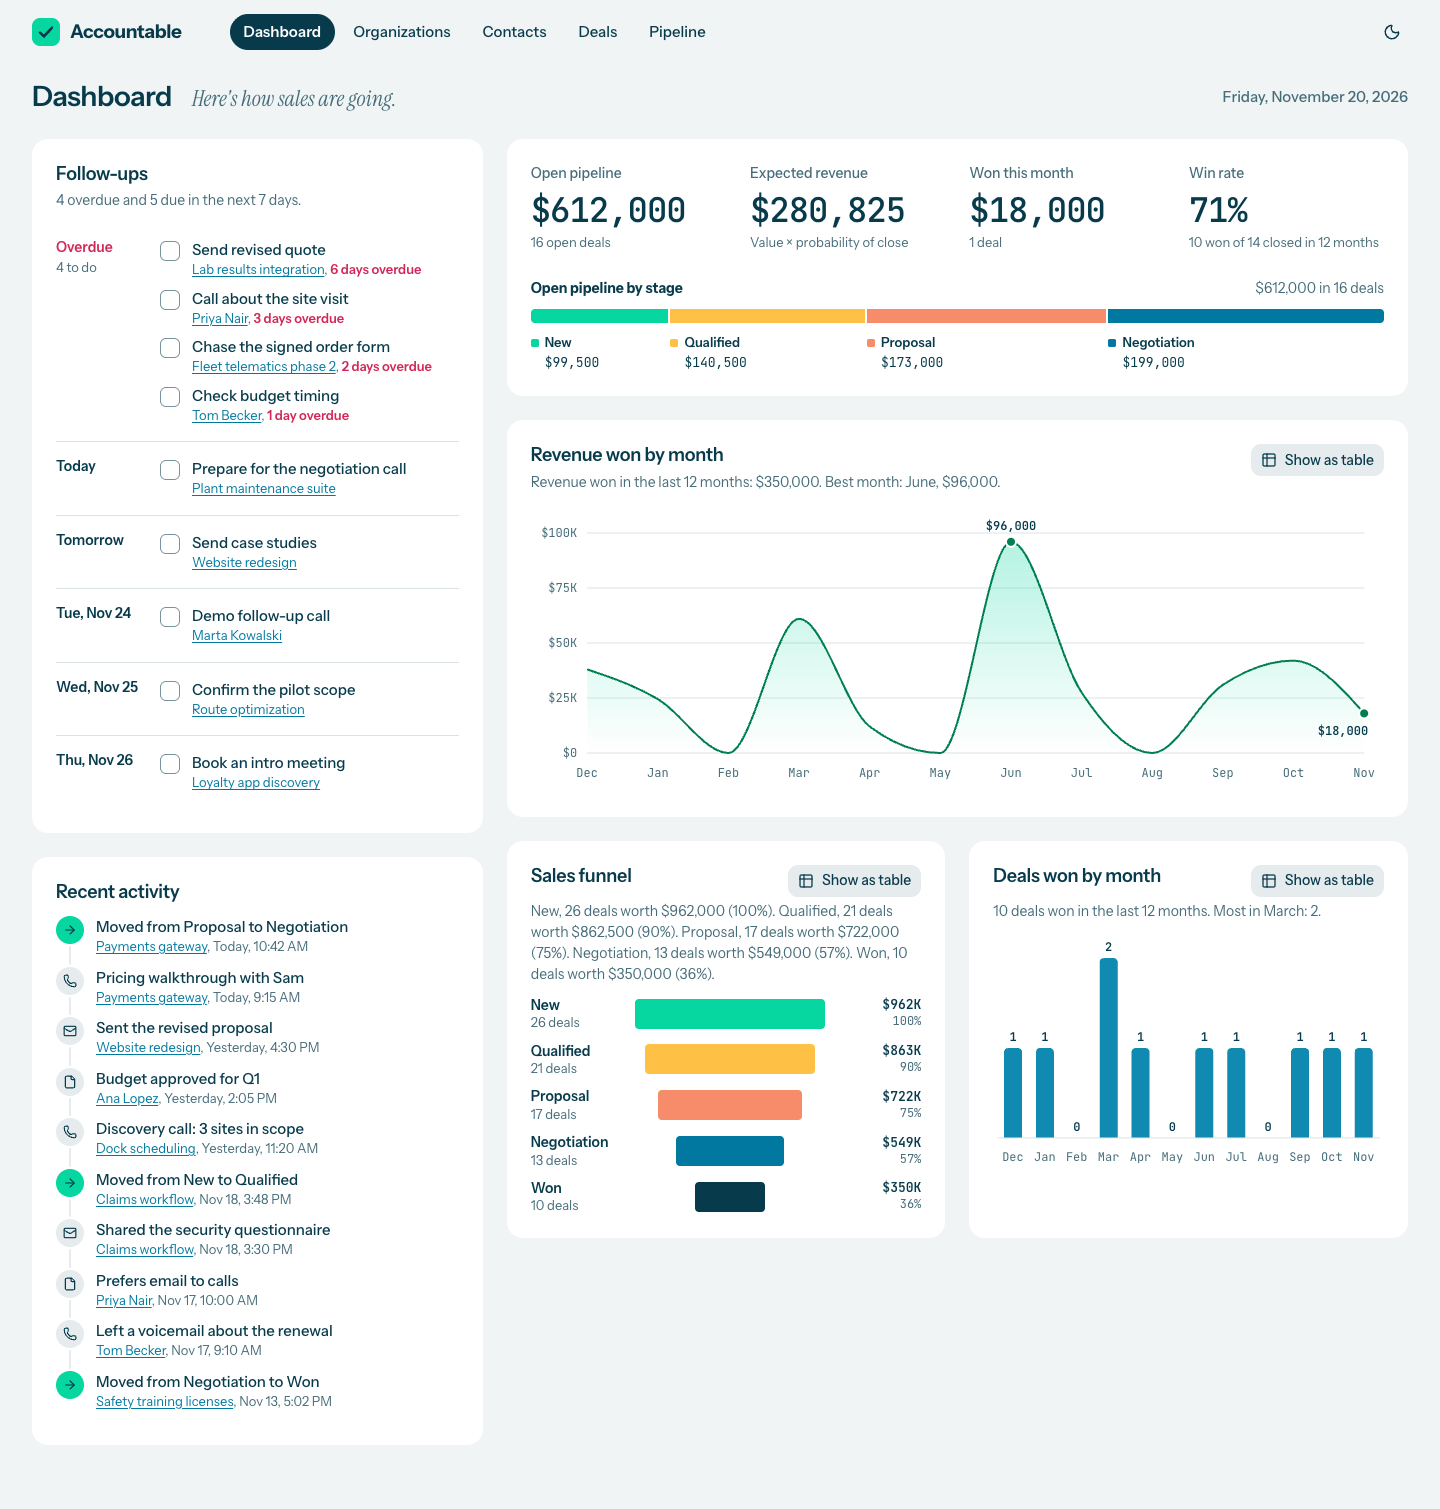 Accountable
Dashboard
Organizations
Contacts
Deals
Pipeline
Dashboard
Here's how sales are going.
Friday, November 20, 2026
Follow-ups
4 overdue and 5 due in the next 7 days.
Overdue
4 to do
Send revised quote
Lab results integration, 6 days overdue
Call about the site visit
Priya Nair, 3 days overdue
Chase the signed order form
Fleet telematics phase 2, 2 days overdue
Check budget timing
Tom Becker, 1 day overdue
Today
Prepare for the negotiation call
Plant maintenance suite
Tomorrow
Send case studies
Website redesign
Tue, Nov 24
Demo follow-up call
Marta Kowalski
Wed, Nov 25
Confirm the pilot scope
Route optimization
Thu, Nov 26
Book an intro meeting
Loyalty app discovery
Recent activity
Moved from Proposal to Negotiation
Payments gateway, Today, 10:42 AM
Pricing walkthrough with Sam
Payments gateway, Today, 9:15 AM
Sent the revised proposal
Website redesign, Yesterday, 4:30 PM
Budget approved for Q1
Ana Lopez, Yesterday, 2:05 PM
Discovery call: 3 sites in scope
Dock scheduling, Yesterday, 11:20 AM
Moved from New to Qualified
Claims workflow, Nov 18, 3:48 PM
Shared the security questionnaire
Claims workflow, Nov 18, 3:30 PM
Prefers email to calls
Priya Nair, Nov 17, 10:00 AM
Left a voicemail about the renewal
Tom Becker, Nov 17, 9:10 AM
Moved from Negotiation to Won
Safety training licenses, Nov 13, 5:02 PM
Open pipeline
$612,000
16 open deals
Expected revenue
$280,825
Value × probability of close
Won this month
$18,000
1 deal
Win rate
71%
10 won of 14 closed in 12 months
Open pipeline by stage
$612,000 in 16 deals
New
$99,500
Qualified
$140,500
Proposal
$173,000
Negotiation
$199,000
Revenue won by month
Show as table
Revenue won in the last 12 months: $350,000. Best month: June, $96,000.
$100K
$75K
$50K
$25K
$0
$96,000
$18,000
Dec Jan Feb Mar Apr May Jun Jul Aug Sep Oct Nov
Sales funnel
Show as table
New, 26 deals worth $962,000 (100%). Qualified, 21 deals
worth $862,500 (90%). Proposal, 17 deals worth $722,000
(75%). Negotiation, 13 deals worth $549,000 (57%). Won, 10
deals worth $350,000 (36%).
New
26 deals
$962K
100%
Qualified
21 deals
$863K
90%
Proposal
17 deals
$722K
75%
Negotiation
13 deals
$549K
57%
Won
10 deals
$350K
36%
Deals won by month
Show as table
10 deals won in the last 12 months. Most in March: 2.
1 1 0 2 1 0 1 1 0 1 1 1
Dec Jan Feb Mar Apr May Jun Jul Aug Sep Oct Nov